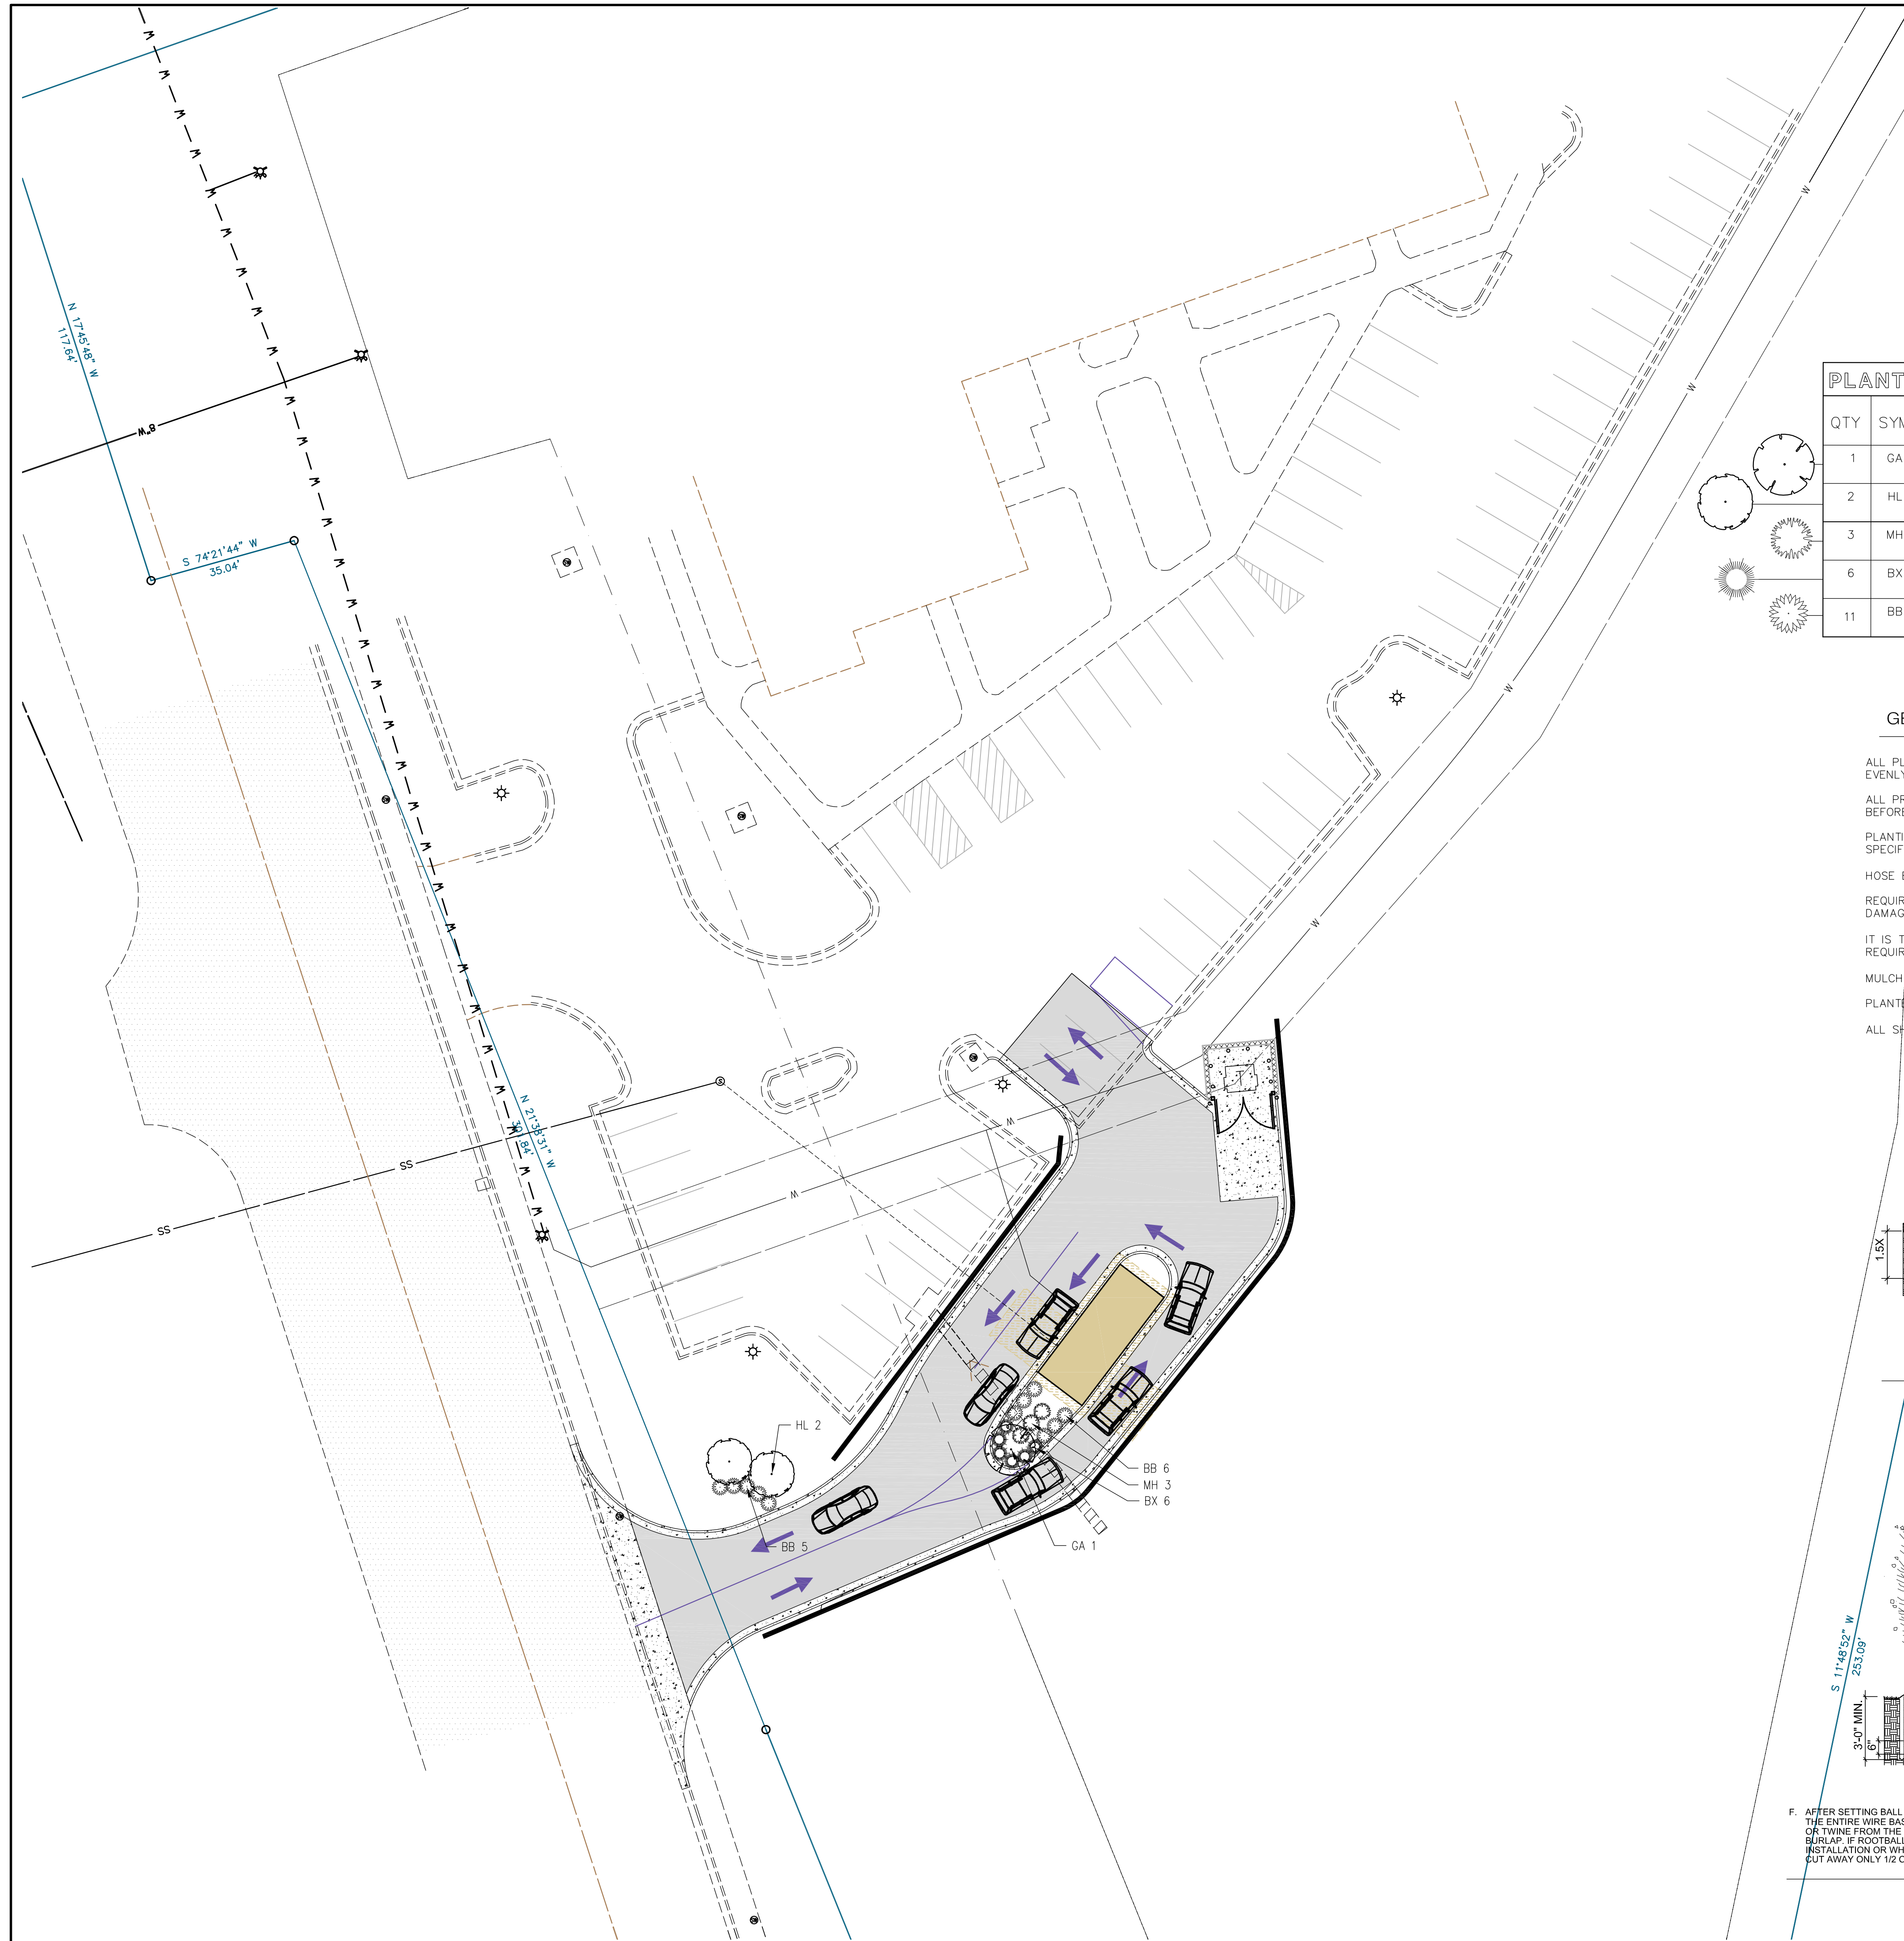 N 17°45'48" W
117.64'
8"W
S 74°21'44" W
35.04'
W
W
W
W
PLANT
QTY
SYM
1
GA
2
HL
3
MH
6
BX
11
BB
ALL PL
EVENLY
ALL PR
BEFORE
PLANTI
SPECIF
HOSE B
REQUIR
DAMAG
IT IS T
REQUIR
MULCH
PLANTE
ALL SH
S
N 21°38'31" W
SS
SS
W
W
T
1.5X
HL 2
BB 6
MH 3
BX 6
BB 5
GA 1
S 11°48'52" W
253.09'
3'-0" MIN.
6"
F. AFTER SETTING BALL
THE ENTIRE WIRE BAS
OR TWINE FROM THE
BURLAP. IF ROOTBALL
INSTALLATION OR WH
CUT AWAY ONLY 1/2 O